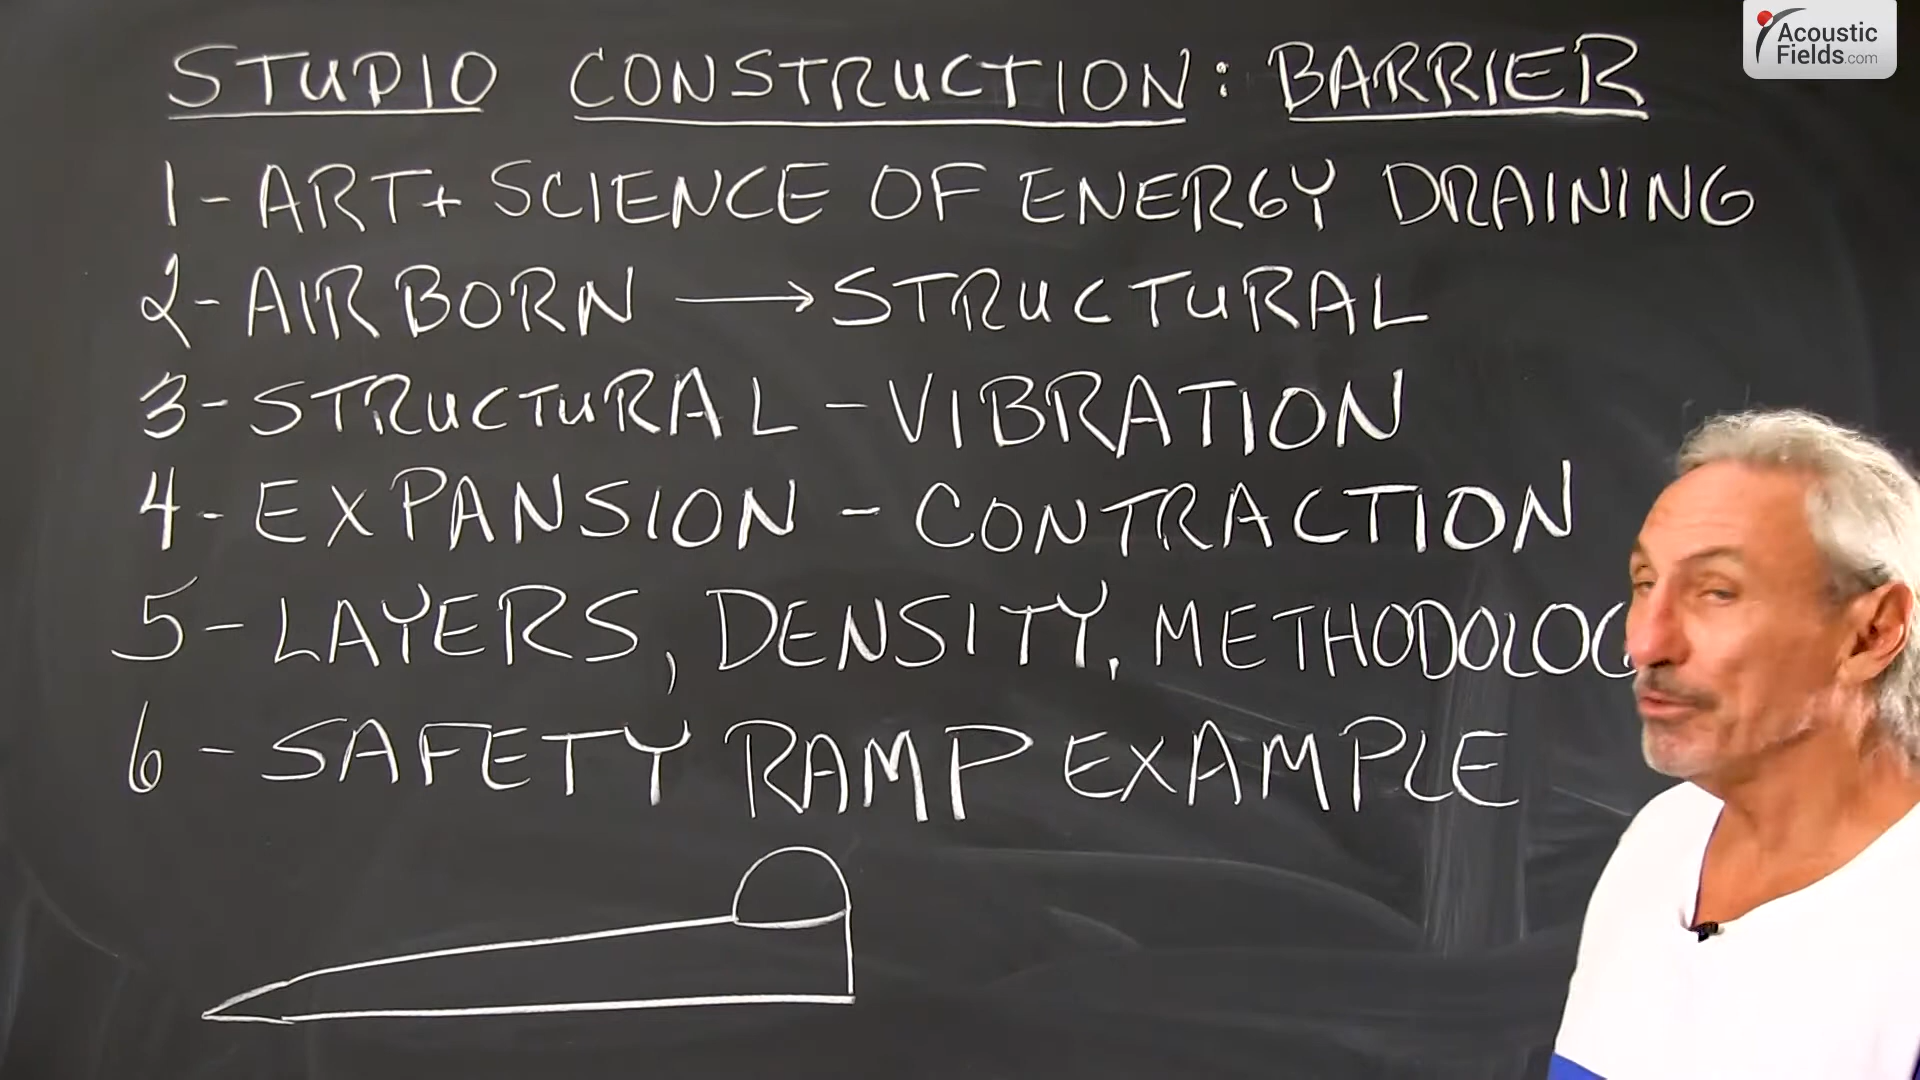 Acoustic
Fields.com
STUDIO CONSTRUCTION: BARRIER
1- ART+ SCIENCE OF ENERGY DRAINING
2- AIRBORN → STRUCTURAL
3- STRUCTURAL - VIBRATION
4- EXPANSION - CONTRACTION
5- LAYERS, DENSITY, METHODOLOG
6- SAFETY RAMP EXAMPLE